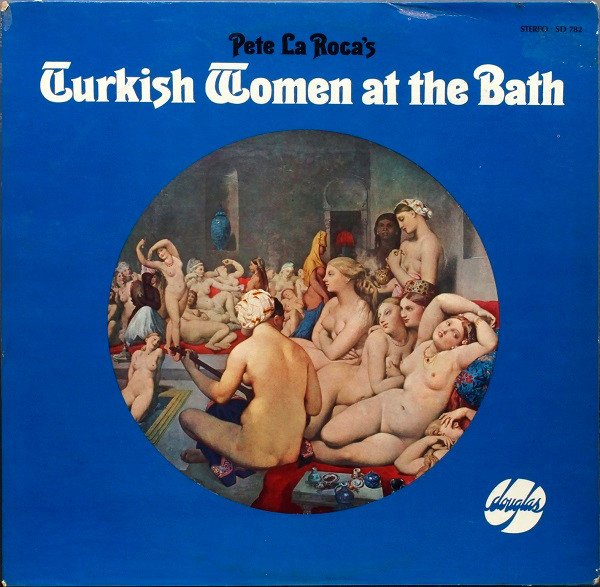 STEREO · SD 782
Pete La Roca's
Turkish Women at the Bath
douglas